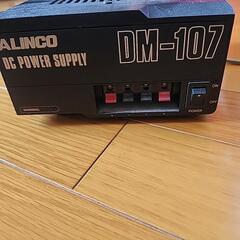 ALINCO
DM-107
DC POWER SUPPLY
ON
OFF
POWER